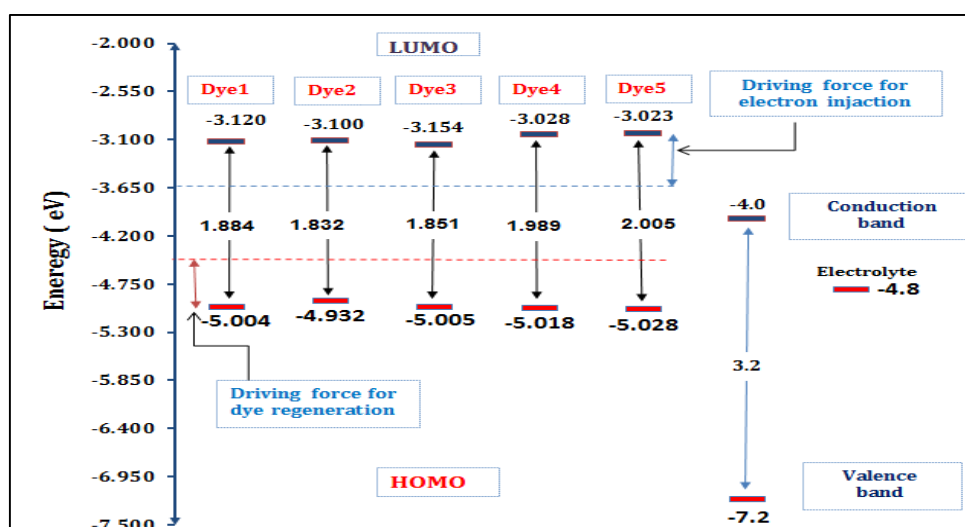 LUMO
-2.000
-2.550
-3.100
-3.650
-4.200
-4.750
-5.300
-5.850
-6.400
-6.950
-7.500
Eneregy ( eV)
Dye1
Dye2
Dye3
Dye4
Dye5
Driving force for
electron injaction
-3.120
-3.100
-3.154
-3.028
-3.023
1.884
1.832
1.851
1.989
2.005
-4.0
Conduction
band
Electrolyte
-4.8
-5.004
-4.932
-5.005
-5.018
-5.028
3.2
Driving force for
dye regeneration
HOMO
Valence
band
-7.2